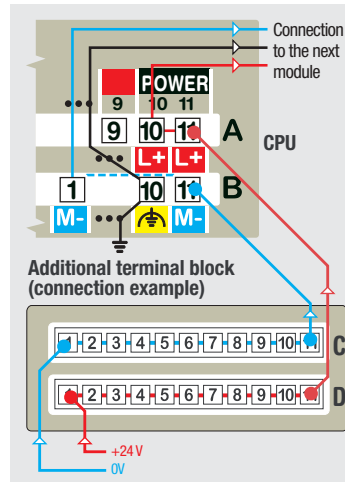 Connection
to the next
module
POWER
••• 9 10 11
9 10 11 A
CPU
••• L+ L+
1 10 11 B
M- ••• M-
Additional terminal block
(connection example)
1 2 3 4 5 6 7 8 9 10 11 C
1 2 3 4 5 6 7 8 9 10 11 D
+24 V
0V